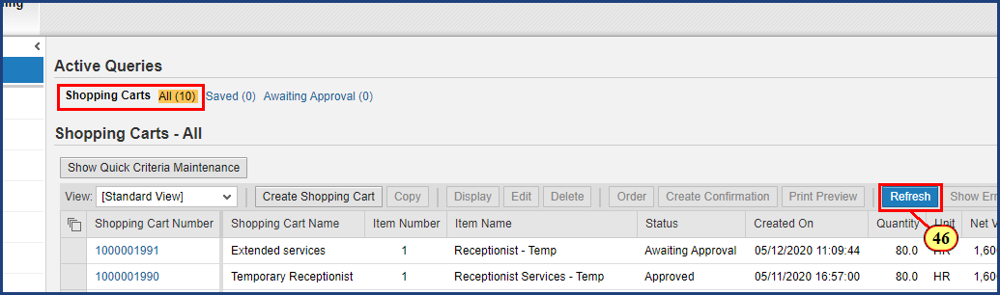 Active Queries
Shopping Carts All (10) Saved (0) Awaiting Approval (0)
Shopping Carts - All
Show Quick Criteria Maintenance
View: [Standard View] Create Shopping Cart Copy Display Edit Delete Order Create Confirmation Print Preview Refresh Show Err
Shopping Cart Number Shopping Cart Name Item Number Item Name Status Created On Quantity Unit Net V
46
1000001991 Extended services 1 Receptionist - Temp Awaiting Approval 05/12/2020 11:09:44 80.0 HR 1,600
1000001990 Temporary Receptionist 1 Receptionist Services - Temp Approved 05/11/2020 16:57:00 80.0 HR 1,600